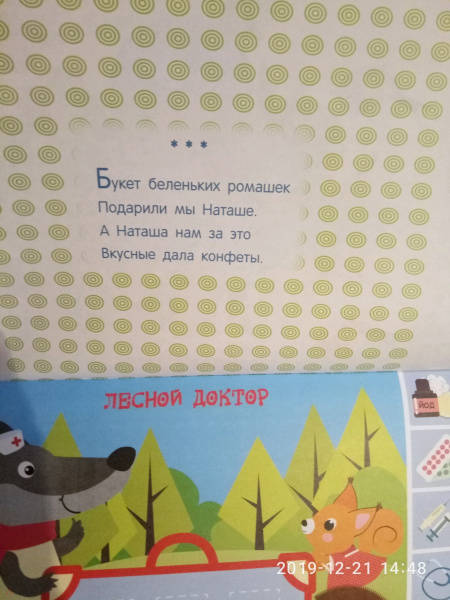 * * *
Букет беленьких ромашек
Подарили мы Наташе.
А Наташа нам за это
Вкусные дала конфеты.
ЛЕСНОЙ ДОКТОР
ЙОД
2019-12-21 14:48